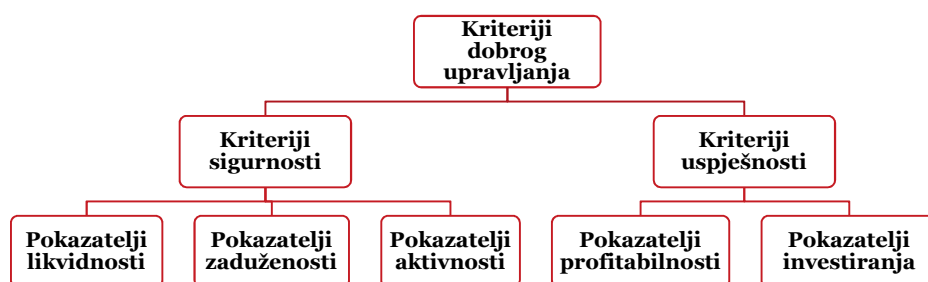 Kriteriji
dobrog
upravljanja
Kriteriji
sigurnosti
Kriteriji
uspješnosti
Pokazatelji
likvidnosti
Pokazatelji
zaduženosti
Pokazatelji
aktivnosti
Pokazatelji
profitabilnosti
Pokazatelji
investiranja